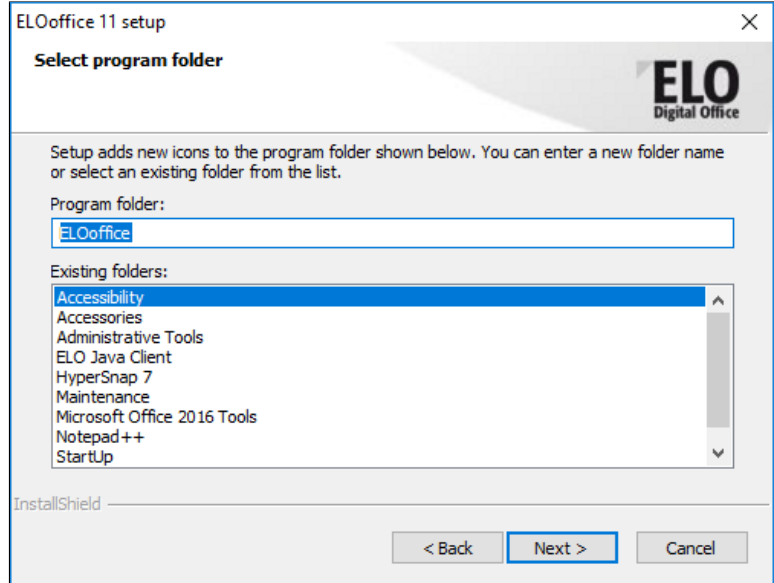 ELOoffice 11 setup
Select program folder
ELO
Digital Office
Setup adds new icons to the program folder shown below. You can enter a new folder name
or select an existing folder from the list.
Program folder:
ELOoffice
Existing folders:
Accessibility
Accessories
Administrative Tools
ELO Java Client
HyperSnap 7
Maintenance
Microsoft Office 2016 Tools
Notepad++
StartUp
InstallShield
< Back
Next >
Cancel